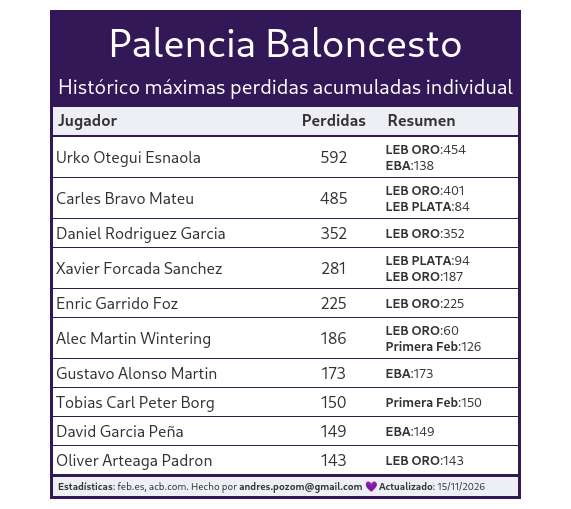 Palencia Baloncesto
Histórico máximas perdidas acumuladas individual
Jugador Perdidas Resumen
Urko Otegui Esnaola 592 LEB ORO:454
EBA:138
Carles Bravo Mateu 485 LEB ORO:401
LEB PLATA:84
Daniel Rodriguez Garcia 352 LEB ORO:352
Xavier Forcada Sanchez 281 LEB PLATA:94
LEB ORO:187
Enric Garrido Foz 225 LEB ORO:225
Alec Martin Wintering 186 LEB ORO:60
Primera Feb:126
Gustavo Alonso Martin 173 EBA:173
Tobias Carl Peter Borg 150 Primera Feb:150
David Garcia Peña 149 EBA:149
Oliver Arteaga Padron 143 LEB ORO:143
Estadísticas: feb.es, acb.com. Hecho por andres.pozom@gmail.com 💜 Actualizado: 15/11/2026